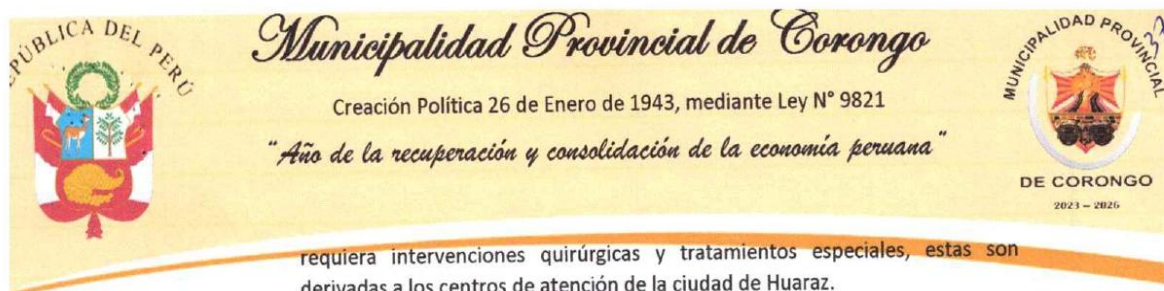 REPÚBLICA DEL PERÚ
Municipalidad Provincial de Corongo
Creación Política 26 de Enero de 1943, mediante Ley N° 9821
"Año de la recuperación y consolidación de la economía peruana"
MUNICIPALIDAD PROVINCIAL
DE CORONGO
2023 – 2026
requiera intervenciones quirúrgicas y tratamientos especiales, estas son
derivadas a los centros de atención de la ciudad de Huaraz.